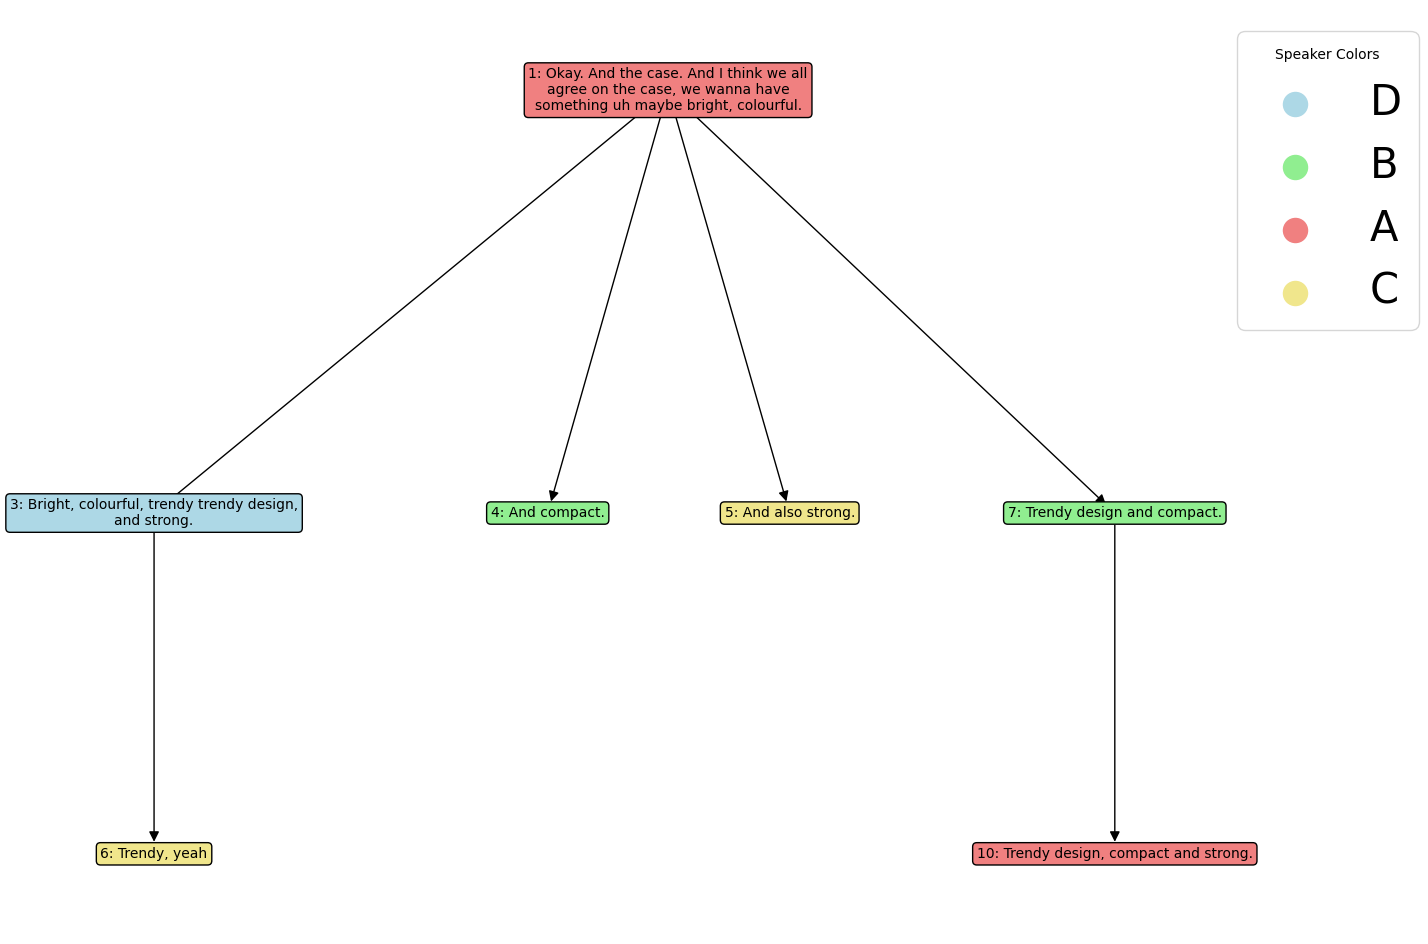 1: Okay. And the case. And I think we all
agree on the case, we wanna have
something uh maybe bright, colourful.
Speaker Colors
D
B
A
C
3: Bright, colourful, trendy trendy design,
and strong.
4: And compact.
5: And also strong.
7: Trendy design and compact.
6: Trendy, yeah
10: Trendy design, compact and strong.